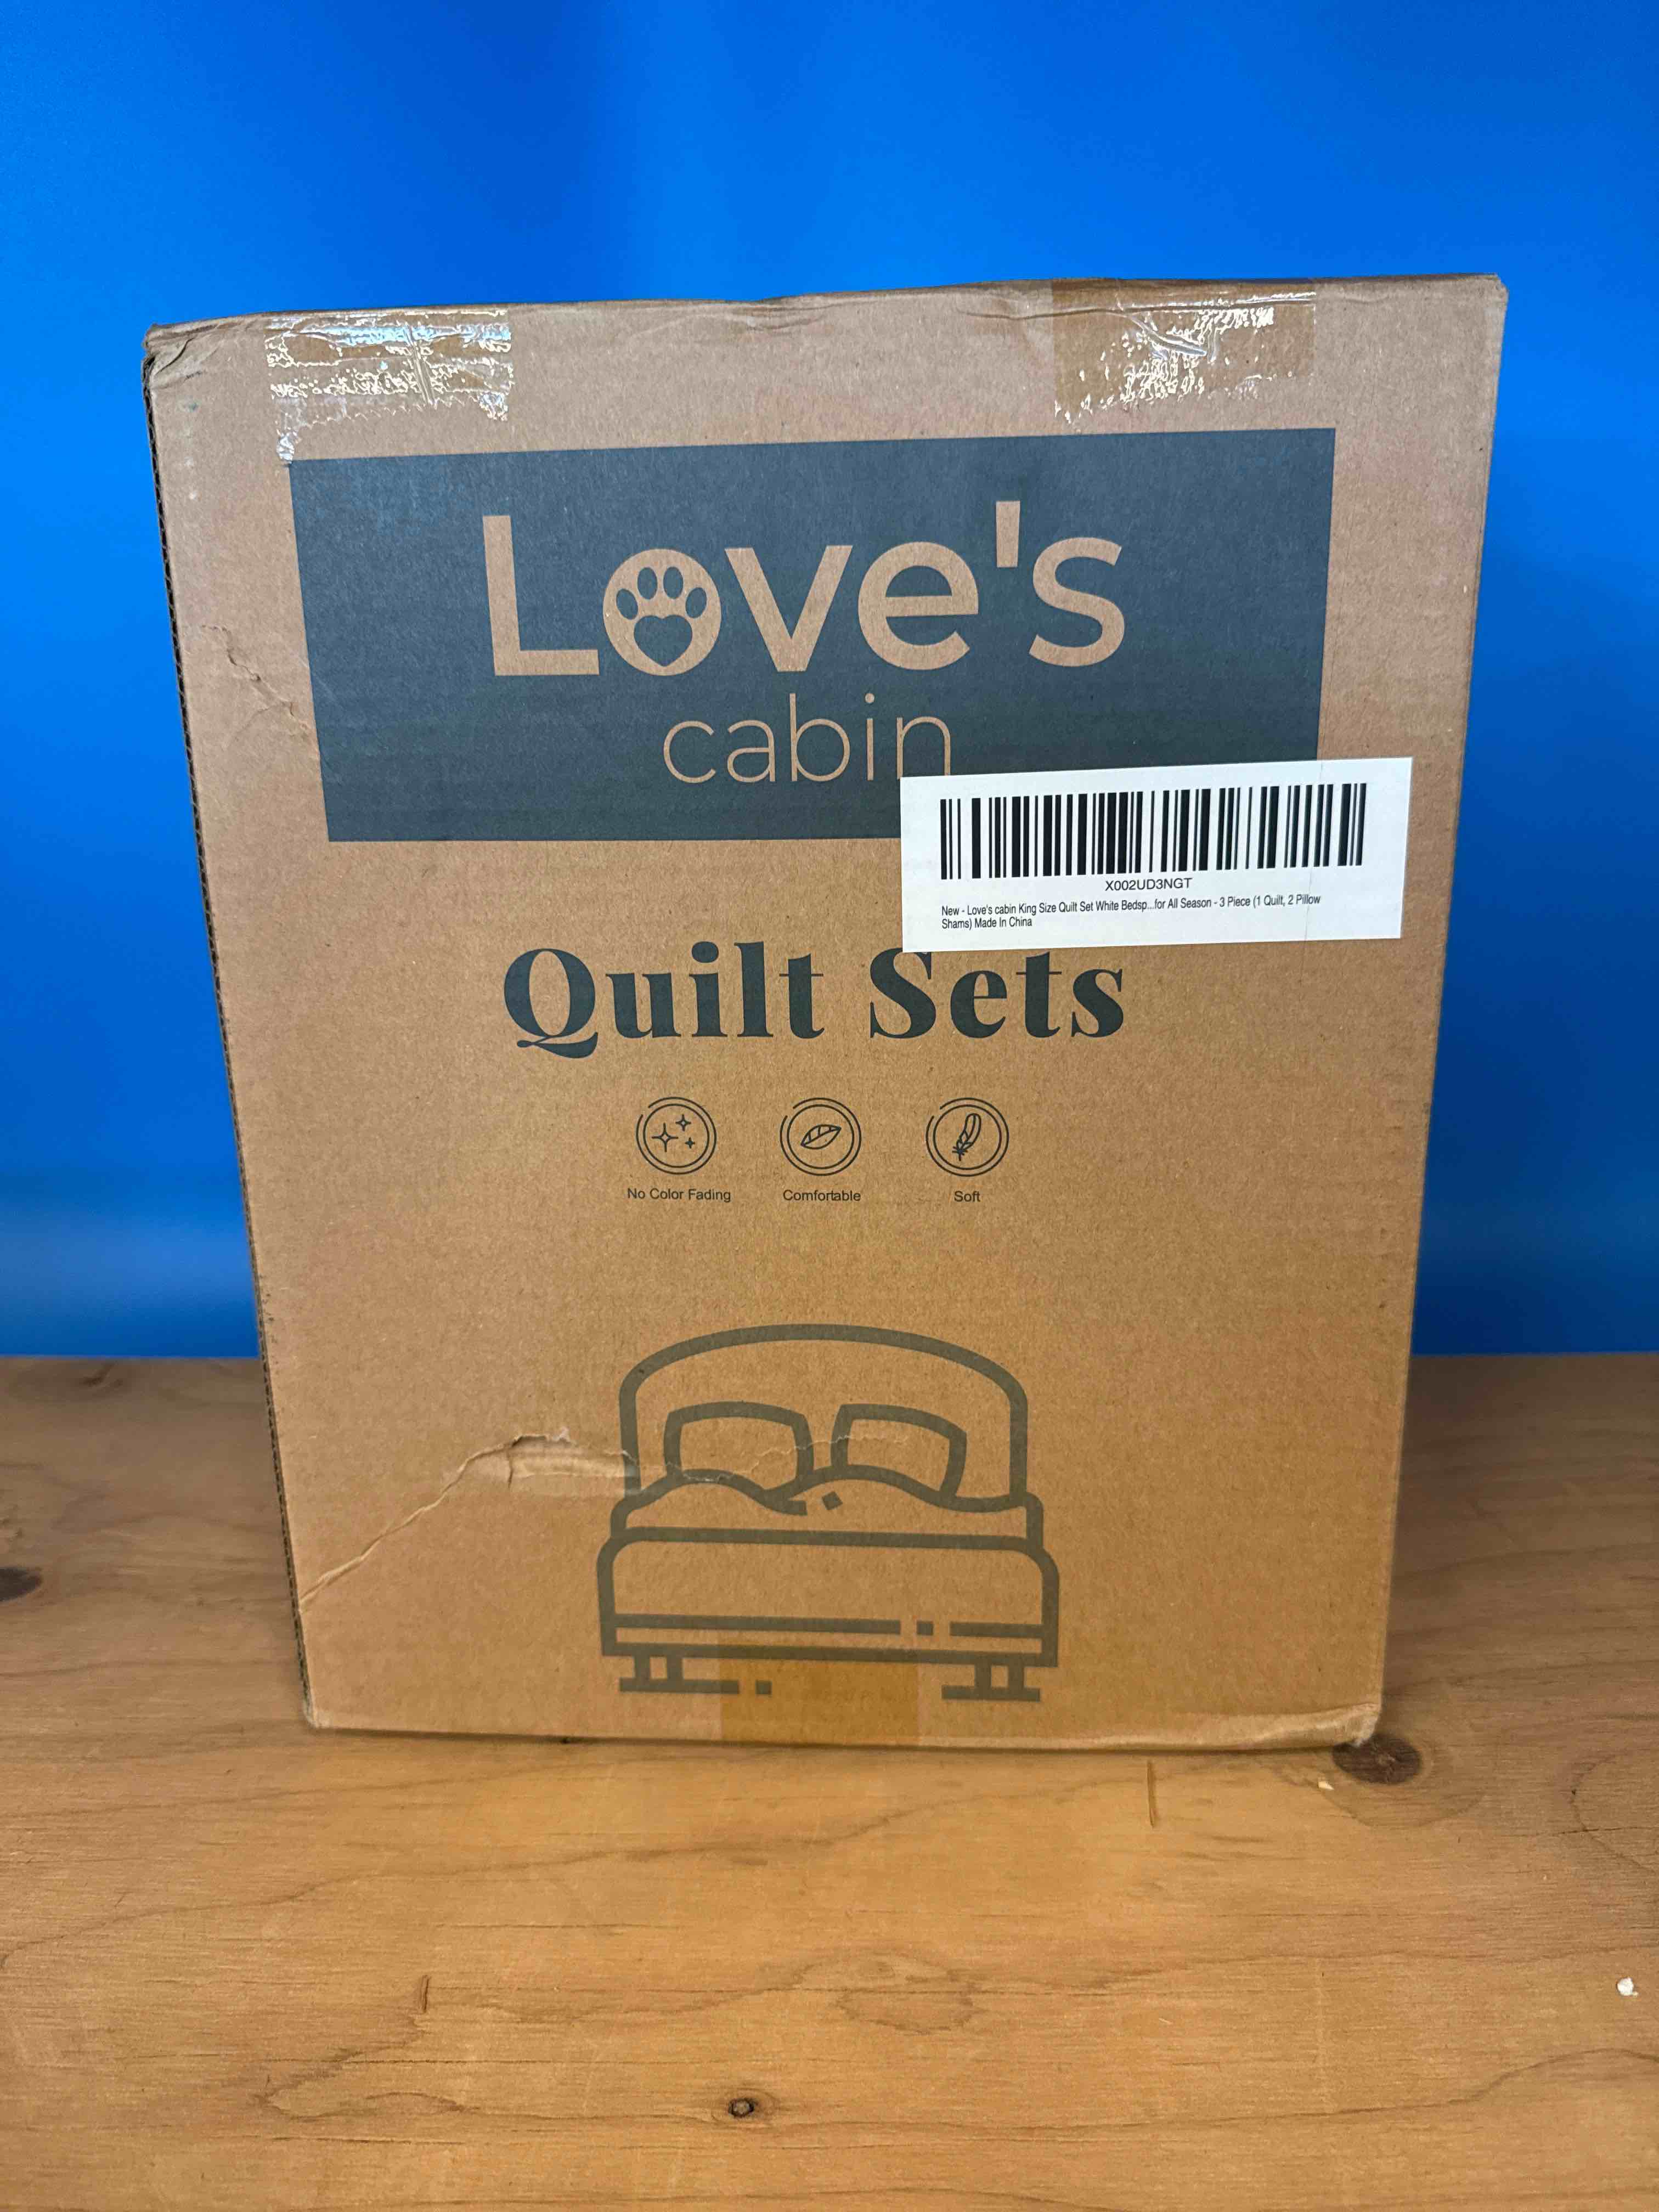 Love's
cabin
X002UD3NGT
New - Love's cabin King Size Quilt Set White Bedsp...for All Season - 3 Piece (1 Quilt, 2 Pillow
Shams) Made In China
Quilt Sets
No Color Fading Comfortable Soft